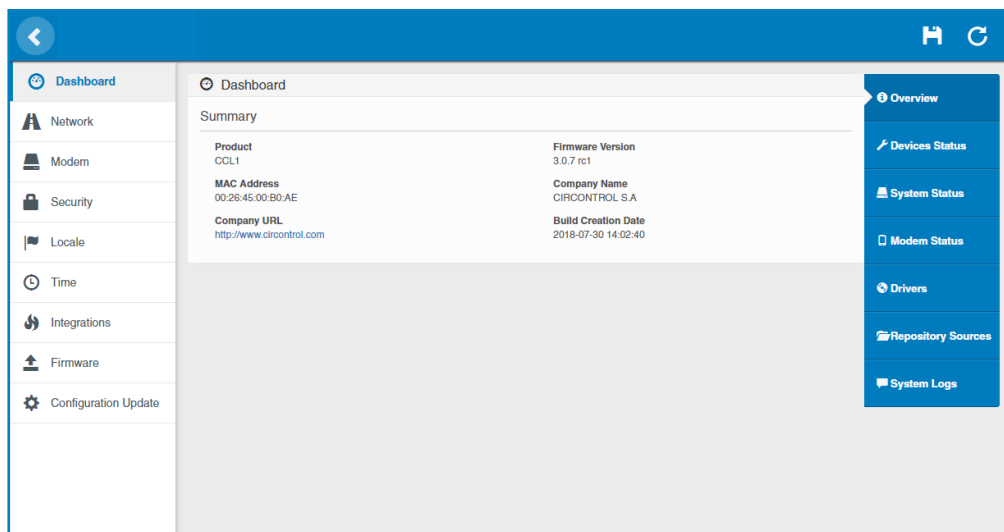 Dashboard
Network
Modem
Security
Locale
Time
Integrations
Firmware
Configuration Update
Dashboard
Summary
Product
CCL1
Firmware Version
3.0.7 rc1
MAC Address
00:26:45:00:B0:AE
Company Name
CIRCONTROL S.A
Company URL
http://www.circontrol.com
Build Creation Date
2018-07-30 14:02:40
Overview
Devices Status
System Status
Modem Status
Drivers
Repository Sources
System Logs